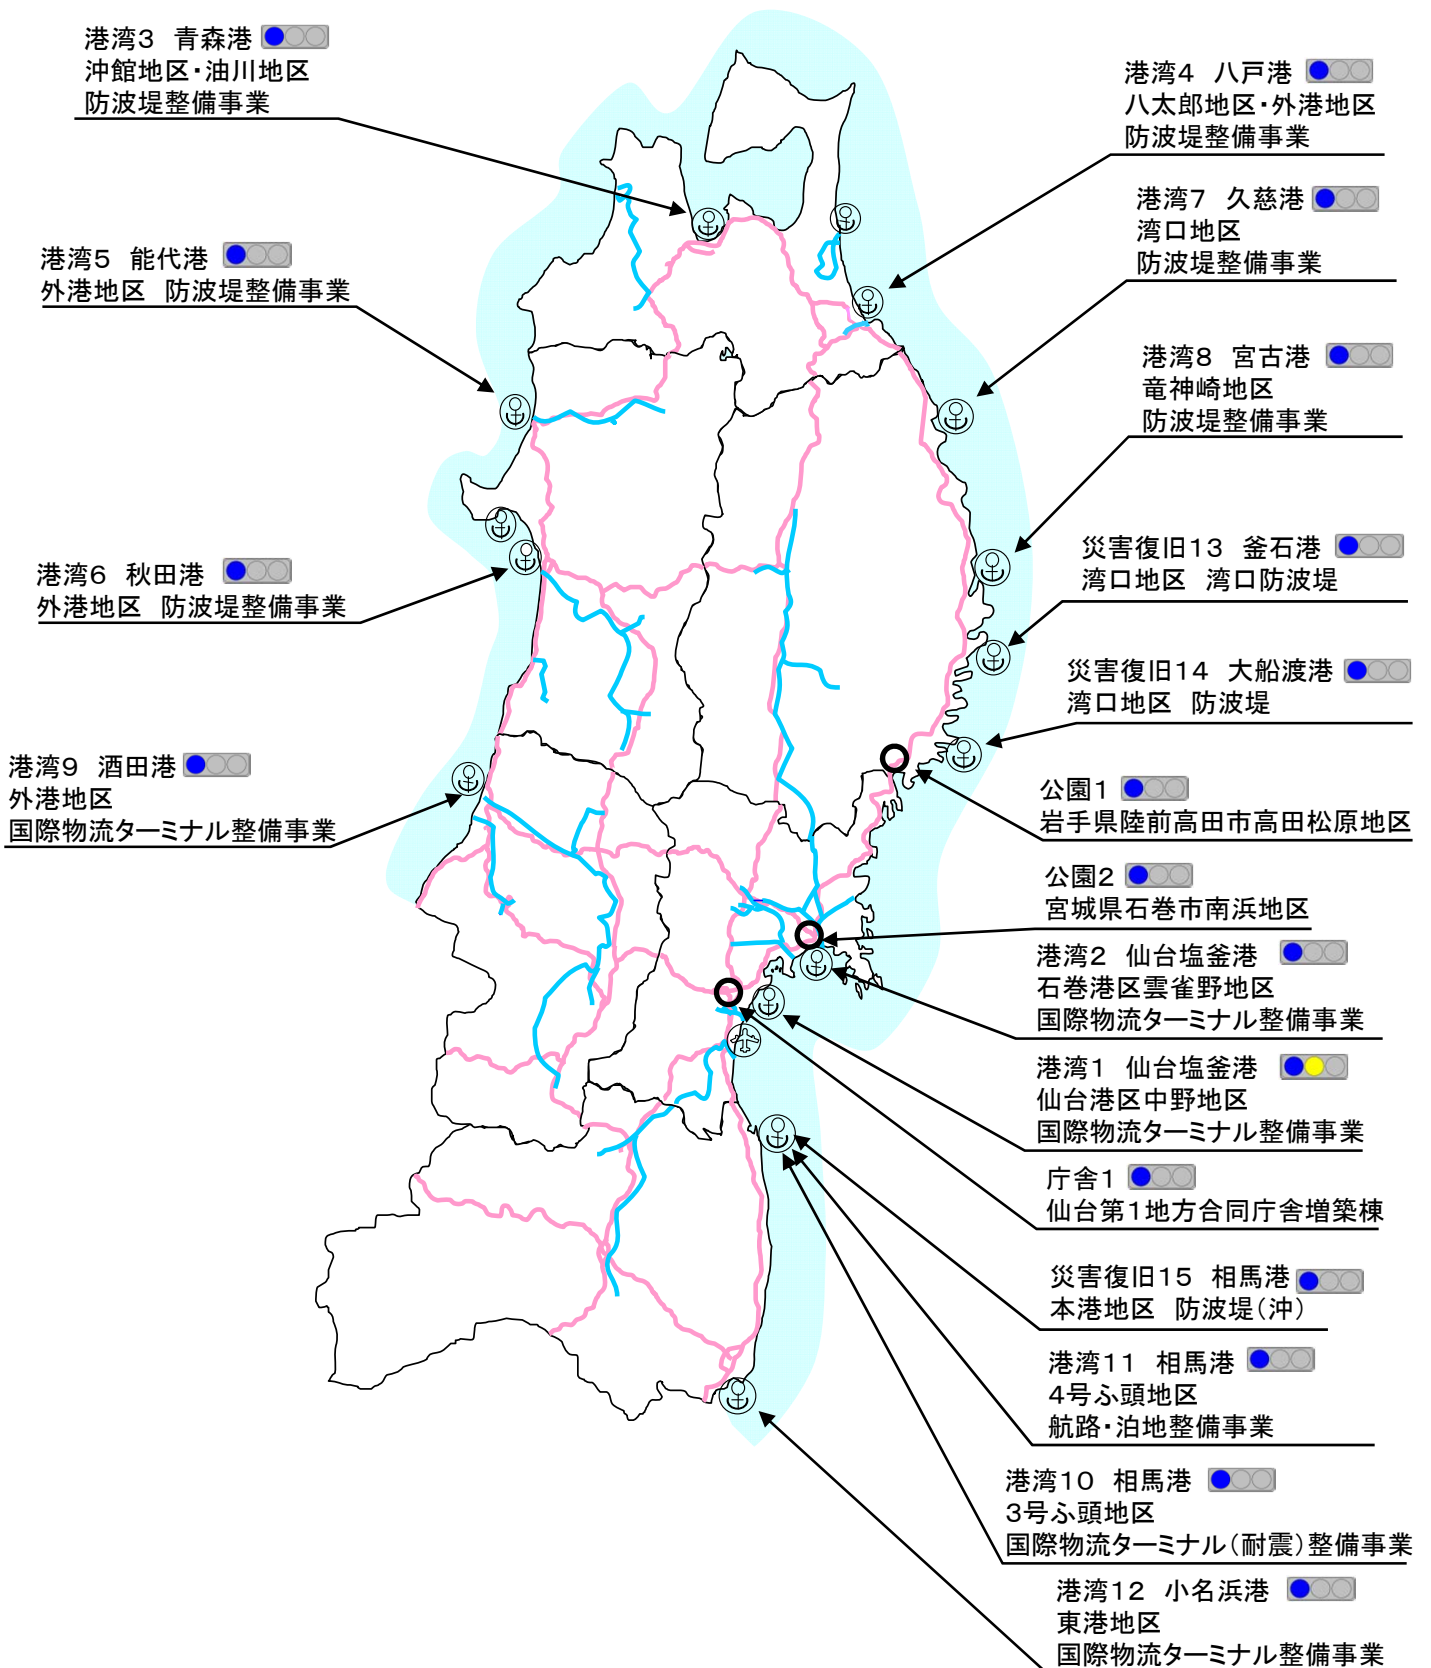 港湾3　青森港
沖館地区・油川地区
防波堤整備事業
港湾5　能代港
外港地区　防波堤整備事業
港湾6　秋田港
外港地区　防波堤整備事業
港湾9　酒田港
外港地区
国際物流ターミナル整備事業
港湾4　八戸港
八太郎地区・外港地区
防波堤整備事業
港湾7　久慈港
湾口地区
防波堤整備事業
港湾8　宮古港
竜神崎地区
防波堤整備事業
災害復旧13　釜石港
湾口地区　湾口防波堤
災害復旧14　大船渡港
湾口地区　防波堤
公園1
岩手県陸前高田市高田松原地区
公園2
宮城県石巻市南浜地区
港湾2　仙台塩釜港
石巻港区雲雀野地区
国際物流ターミナル整備事業
港湾1　仙台塩釜港
仙台港区中野地区
国際物流ターミナル整備事業
庁舎1
仙台第1地方合同庁舎増築棟
災害復旧15　相馬港
本港地区　防波堤(沖)
港湾11　相馬港
4号ふ頭地区
航路・泊地整備事業
港湾10　相馬港
3号ふ頭地区
国際物流ターミナル(耐震)整備事業
港湾12　小名浜港
東港地区
国際物流ターミナル整備事業